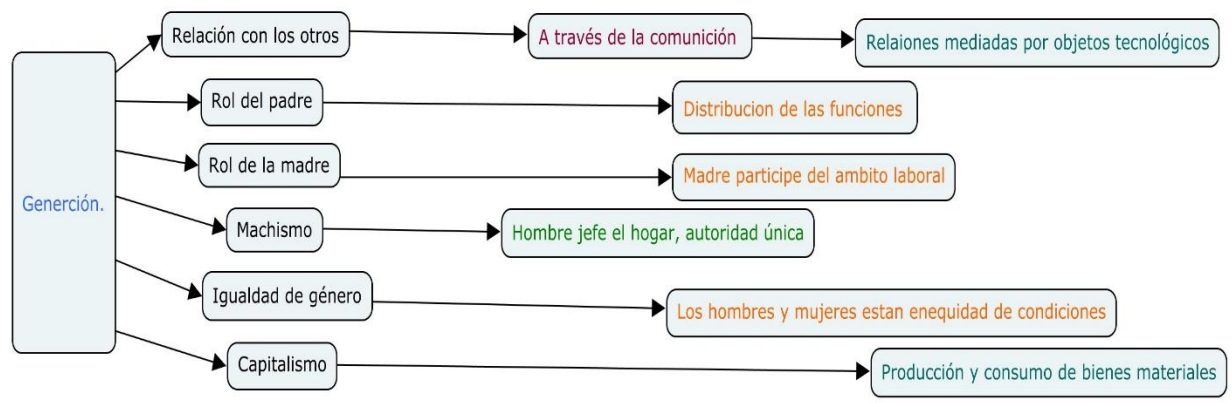 Relación con los otros
A través de la comunición
Relaiones mediadas por objetos tecnológicos
Rol del padre
Distribucion de las funciones
Rol de la madre
Madre participe del ambito laboral
Generción.
Machismo
Hombre jefe el hogar, autoridad única
Igualdad de género
Los hombres y mujeres estan enequidad de condiciones
Capitalismo
Producción y consumo de bienes materiales